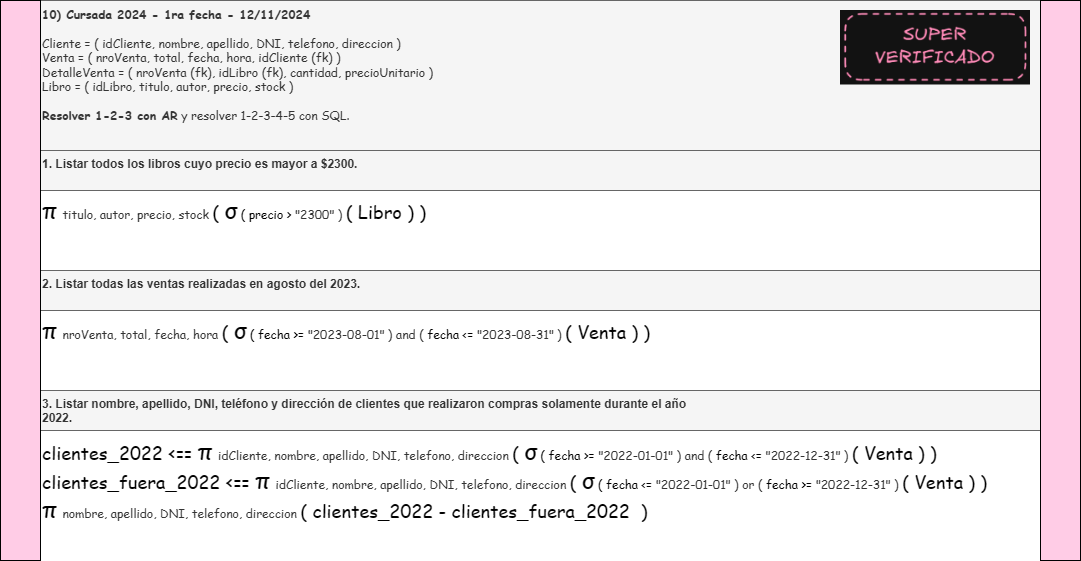 10) Cursada 2024 - 1ra fecha - 12/11/2024
SUPER
VERIFICADO
Cliente = ( idCliente, nombre, apellido, DNI, telefono, direccion )
Venta = ( nroVenta, total, fecha, hora, idCliente (fk) )
DetalleVenta = ( nroVenta (fk), idLibro (fk), cantidad, precioUnitario )
Libro = ( idLibro, titulo, autor, precio, stock )
Resolver 1-2-3 con AR y resolver 1-2-3-4-5 con SQL.
1. Listar todos los libros cuyo precio es mayor a $2300.
π titulo, autor, precio, stock ( σ ( precio > "2300" ) ( Libro ) )
2. Listar todas las ventas realizadas en agosto del 2023.
π nroVenta, total, fecha, hora ( σ ( fecha >= "2023-08-01" ) and ( fecha <= "2023-08-31" ) ( Venta ) )
3. Listar nombre, apellido, DNI, teléfono y dirección de clientes que realizaron compras solamente durante el año
2022.
clientes_2022 <== π idCliente, nombre, apellido, DNI, telefono, direccion ( σ ( fecha >= "2022-01-01" ) and ( fecha <= "2022-12-31" ) ( Venta ) )
clientes_fuera_2022 <== π idCliente, nombre, apellido, DNI, telefono, direccion ( σ ( fecha <= "2022-01-01" ) or ( fecha >= "2022-12-31" ) ( Venta ) )
π nombre, apellido, DNI, telefono, direccion ( clientes_2022 - clientes_fuera_2022 )